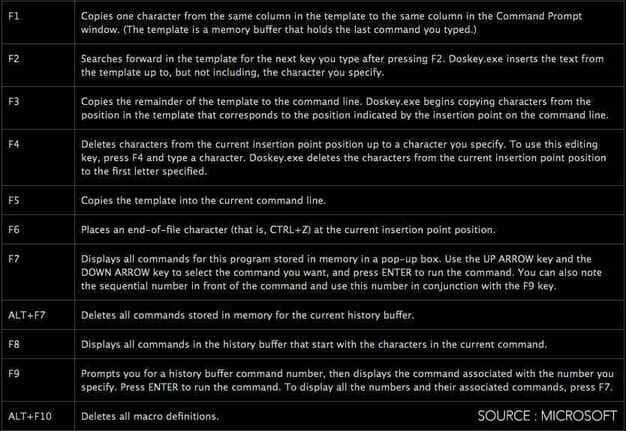 F1 Copies one character from the same column in the template to the same column in the Command Prompt
window. (The template is a memory buffer that holds the last command you typed.)
F2 Searches forward in the template for the next key you type after pressing F2. Doskey.exe inserts the text from
the template up to, but not including, the character you specify.
F3 Copies the remainder of the template to the command line. Doskey.exe begins copying characters from the
position in the template that corresponds to the position indicated by the insertion point on the command line.
F4 Deletes characters from the current insertion point position up to a character you specify. To use this editing
key, press F4 and type a character. Doskey.exe deletes the characters from the current insertion point position
to the first letter specified.
F5 Copies the template into the current command line.
F6 Places an end-of-file character (that is, CTRL+Z) at the current insertion point position.
F7 Displays all commands for this program stored in memory in a pop-up box. Use the UP ARROW key and the
DOWN ARROW key to select the command you want, and press ENTER to run the command. You can also note
the sequential number in front of the command and use this number in conjunction with the F9 key.
ALT+F7 Deletes all commands stored in memory for the current history buffer.
F8 Displays all commands in the history buffer that start with the characters in the current command.
F9 Prompts you for a history buffer command number, then displays the command associated with the number you
specify. Press ENTER to run the command. To display all the numbers and their associated commands, press F7.
ALT+F10 Deletes all macro definitions.
SOURCE : MICROSOFT